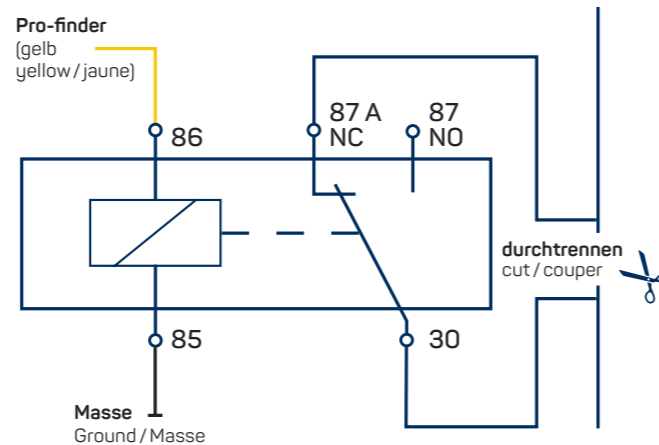 Pro-finder
(gelb
yellow / jaune)
86
87 A
NC
87
NO
durchtrennen
cut / couper
85
30
Masse
Ground / Masse